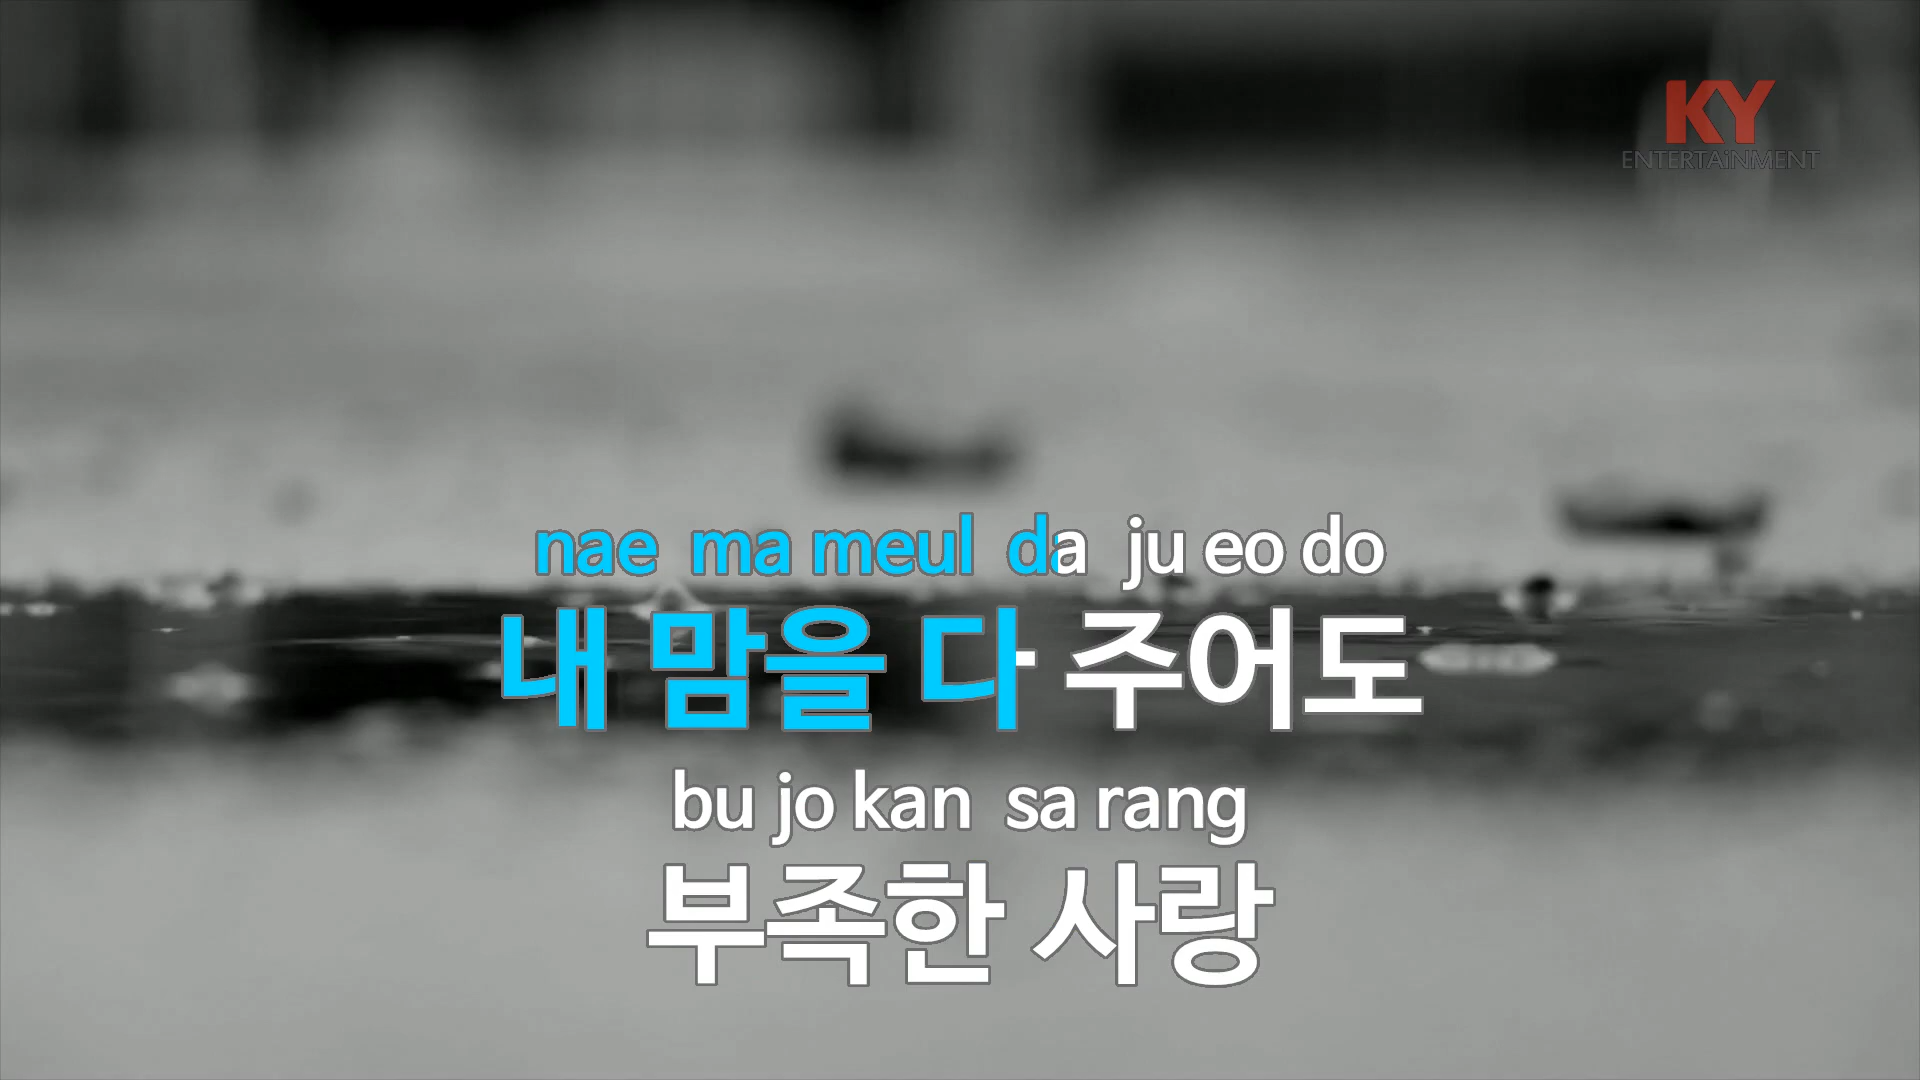 KY
ENTERTAiNMENT
nae ma meul da ju eo do
내 맘을 다 주어도
bu jo kan sa rang
부족한 사랑